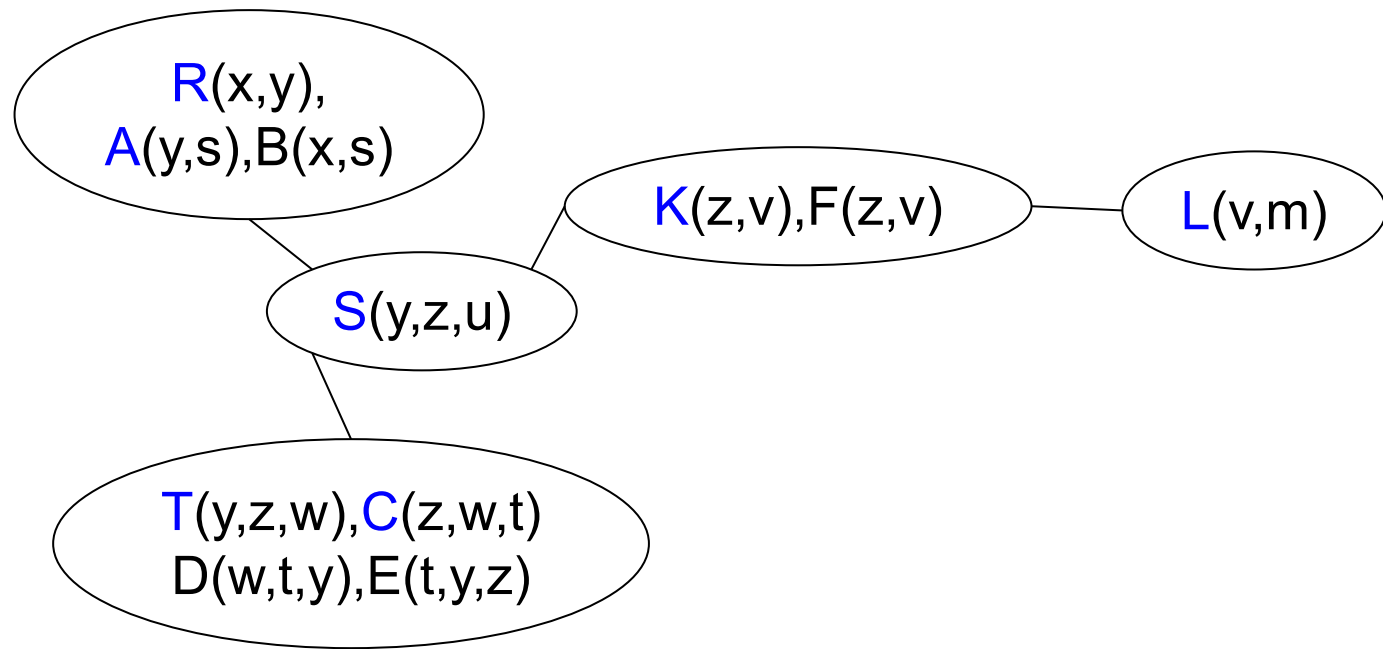 R(x,y),
A(y,s),B(x,s)
K(z,v),F(z,v)
L(v,m)
S(y,z,u)
T(y,z,w),C(z,w,t)
D(w,t,y),E(t,y,z)